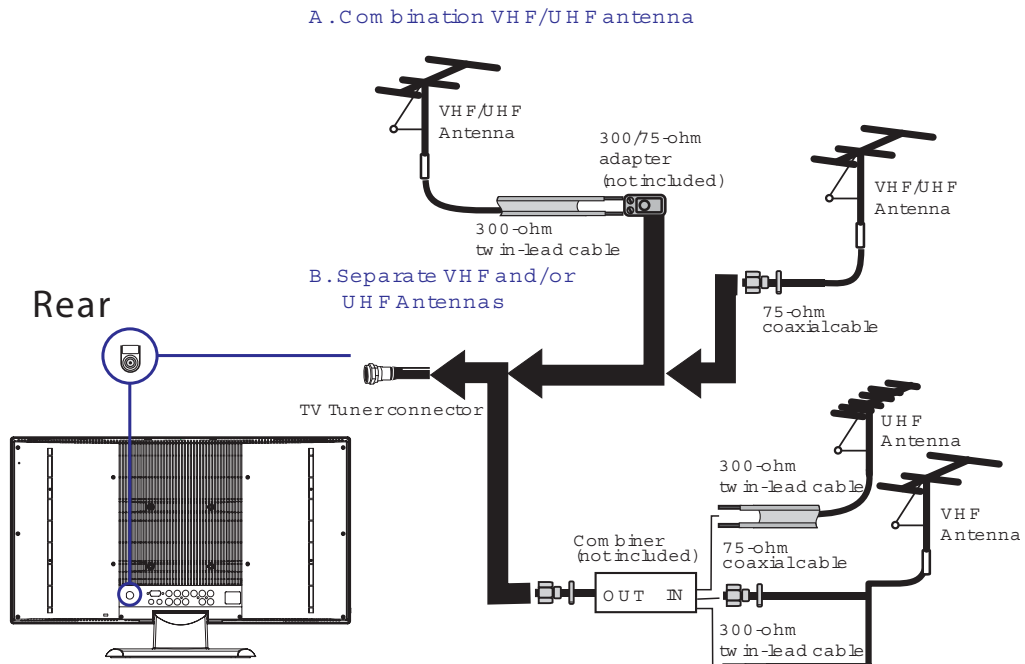 A. Combination VHF/UHF antenna
VHF/UHF
Antenna
300/75-ohm
adapter
(not included)
VHF/UHF
Antenna
300-ohm
twin-lead cable
B. Separate VHF and/or
UHF Antennas
75-ohm
coaxial cable
Rear
TV Tuner connector
UHF
Antenna
300-ohm
twin-lead cable
VHF
Antenna
Combiner
(not included)
75-ohm
coaxial cable
OUT IN
300-ohm
twin-lead cable